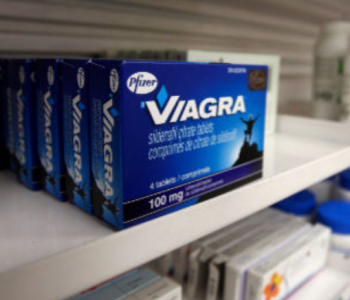 Pfizer
VIAGRA
sildenafil citrate tablets
comprimés de citrate de sildénafil
4 tablets / comprimés
100 mg